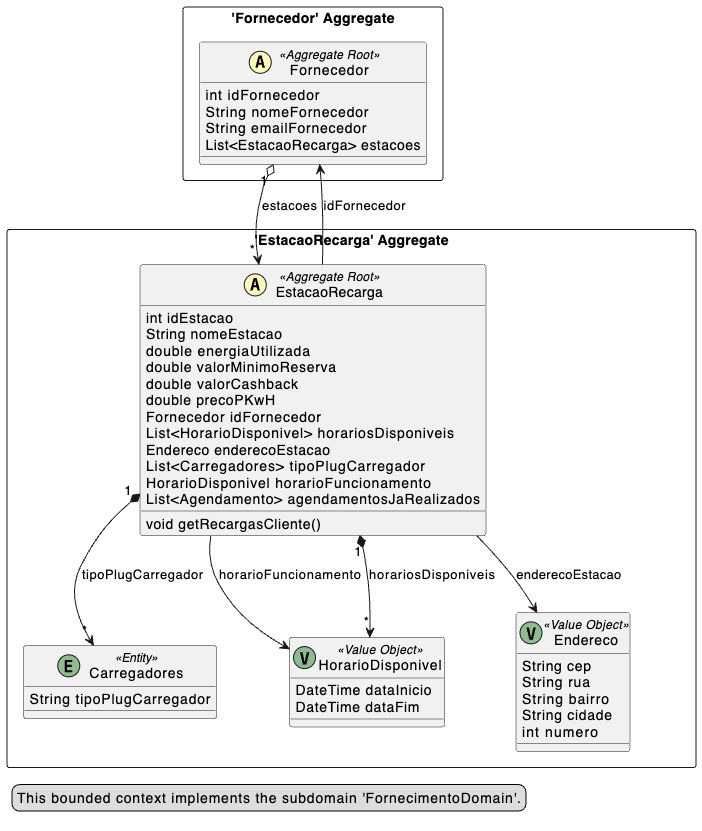 'Fornecedor' Aggregate
A
«Aggregate Root»
Fornecedor
int idFornecedor
String nomeFornecedor
String emailFornecedor
List<EstacaoRecarga> estacoes
1
estacoes
idFornecedor
*
'EstacaoRecarga' Aggregate
A
«Aggregate Root»
EstacaoRecarga
int idEstacao
String nomeEstacao
double energiaUtilizada
double valorMinimoReserva
double valorCashback
double precoPKwH
Fornecedor idFornecedor
List<HorarioDisponivel> horariosDisponiveis
Endereco enderecoEstacao
List<Carregadores> tipoPlugCarregador
HorarioDisponivel horarioFuncionamento
List<Agendamento> agendamentosJaRealizados
void getRecargasCliente()
1
1
tipoPlugCarregador
horarioFuncionamento
horariosDisponiveis
enderecoEstacao
*
*
E
«Entity»
Carregadores
String tipoPlugCarregador
V
«Value Object»
HorarioDisponivel
DateTime dataInicio
DateTime dataFim
V
«Value Object»
Endereco
String cep
String rua
String bairro
String cidade
int numero
This bounded context implements the subdomain 'FornecimentoDomain'.